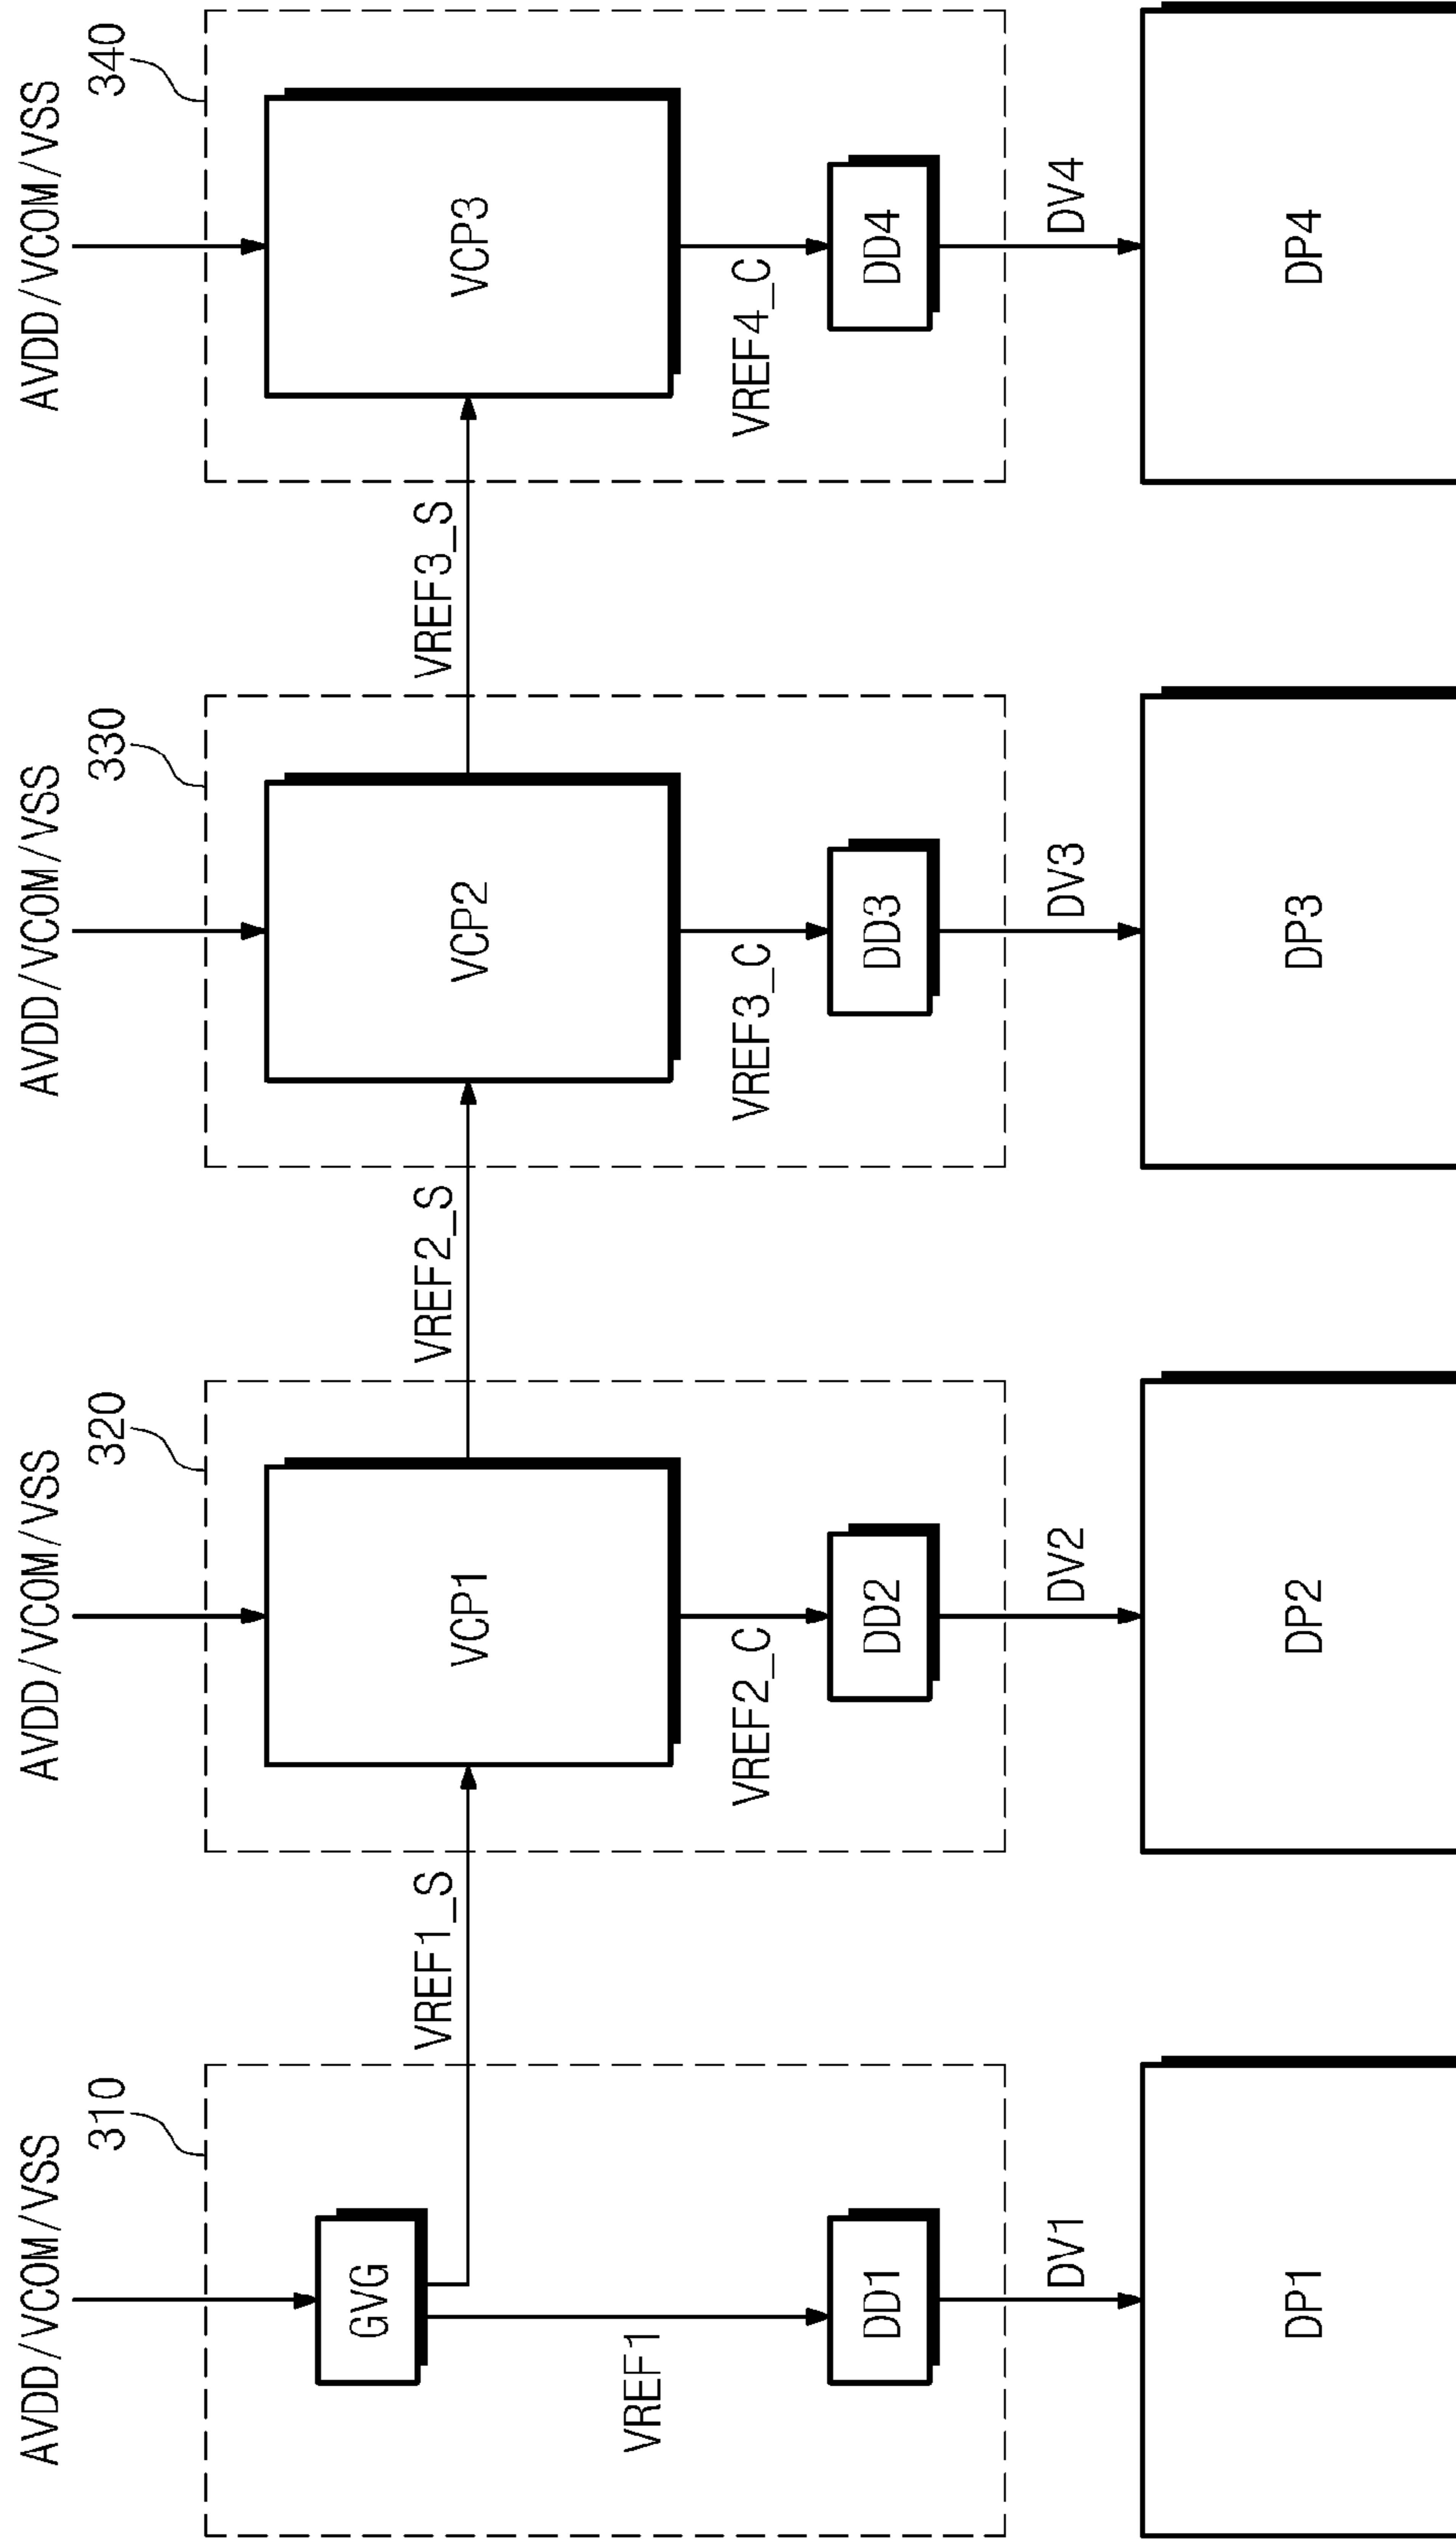 AVDD/VCOM/VSS
AVDD/VCOM/VSS
AVDD/VCOM/VSS
AVDD/VCOM/VSS
310
320
330
340
GVG
VREF1_S
VCP1
VREF2_S
VCP2
VREF3_S
VCP3
VREF1
VREF2_C
VREF3_C
VREF4_C
DD1
DD2
DD3
DD4
DV1
DV2
DV3
DV4
DP1
DP2
DP3
DP4